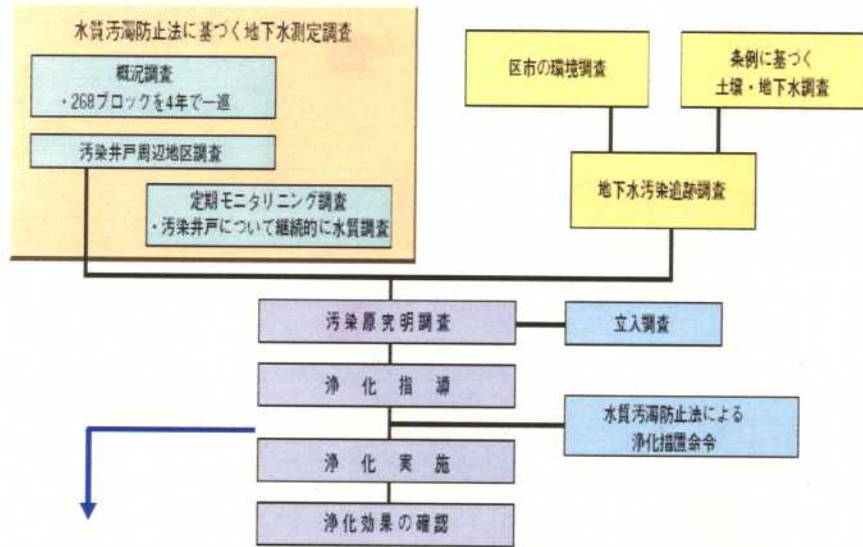 水質汚濁防止法に基づく地下水測定調査
概況調査
・268ブロックを4年で一巡
汚染井戸周辺地区調査
定期モニタリニング調査
・汚染井戸について継続的に水質調査
区市の環境調査
条例に基づく
土壌・地下水調査
地下水汚染追跡調査
汚染原究明調査
立入調査
浄化指導
水質汚濁防止法による
浄化措置命令
浄化実施
浄化効果の確認